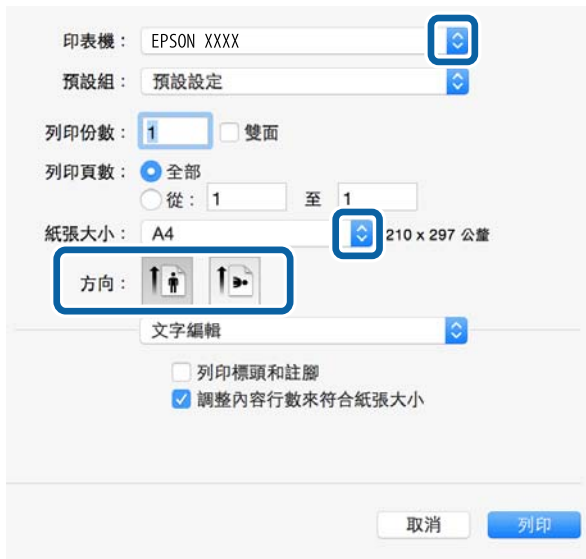 印表機： EPSON XXXX
預設組： 預設設定
列印份數： 1 雙面
列印頁數： 全部
從： 1 至 1
紙張大小： A4 210 x 297 公釐
方向：
文字編輯
列印標頭和註腳
調整內容行數來符合紙張大小
取消 列印